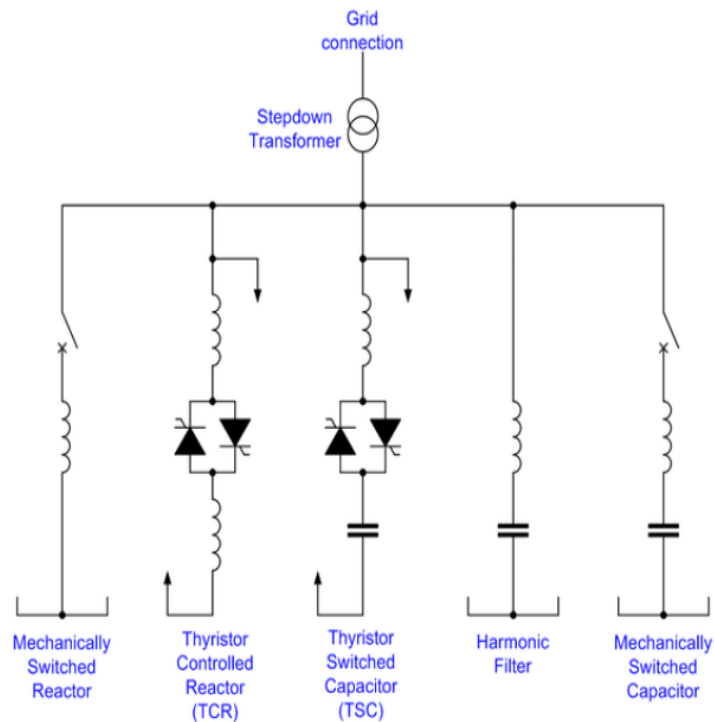 Grid
connection
Stepdown
Transformer
Mechanically
Switched
Reactor
Thyristor
Controlled
Reactor
(TCR)
Thyristor
Switched
Capacitor
(TSC)
Harmonic
Filter
Mechanically
Switched
Capacitor